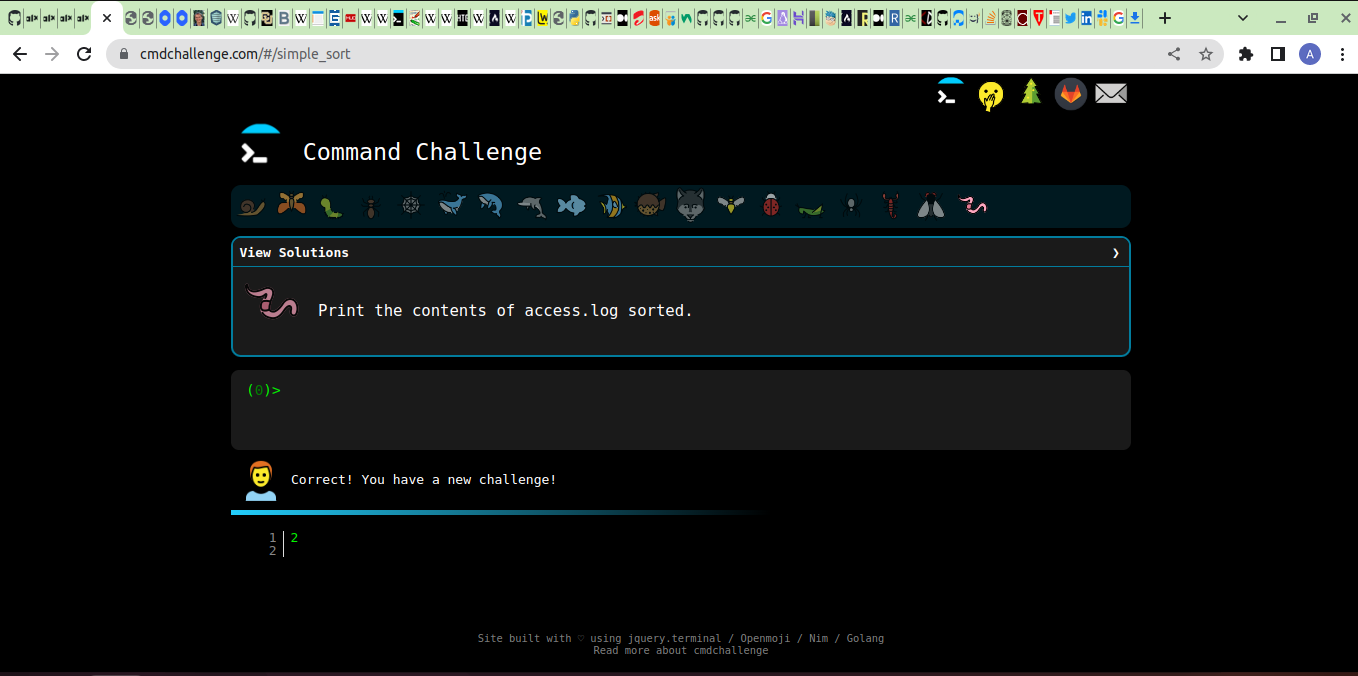 cmdchallenge.com/#/simple_sort
A
Command Challenge
View Solutions
Print the contents of access.log sorted.
(0)>
Correct! You have a new challenge!
1 2
2
Site built with ♡ using jquery.terminal / Openmoji / Nim / Golang
Read more about cmdchallenge